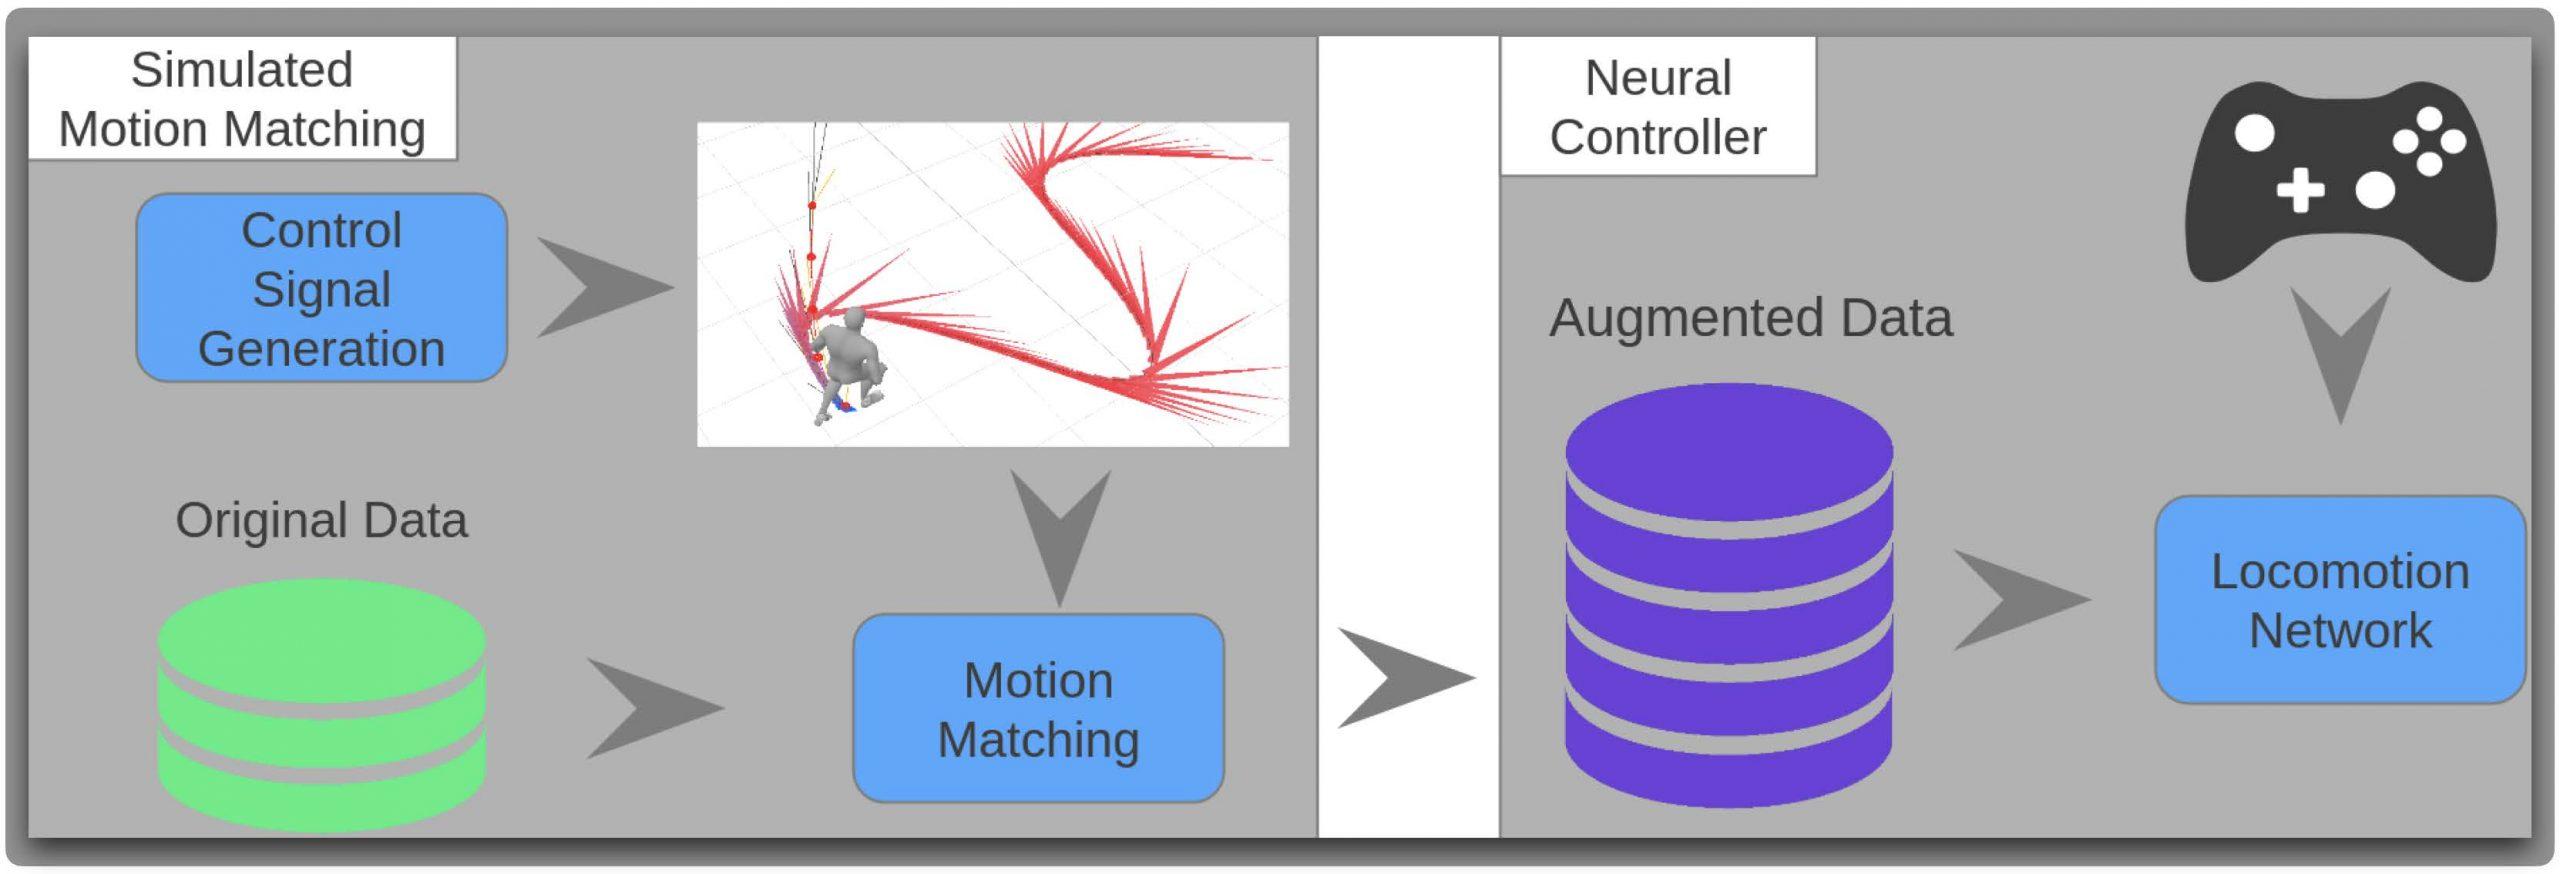 Simulated
Motion Matching
Control
Signal
Generation
Original Data
Motion
Matching
Neural
Controller
Augmented Data
Locomotion
Network